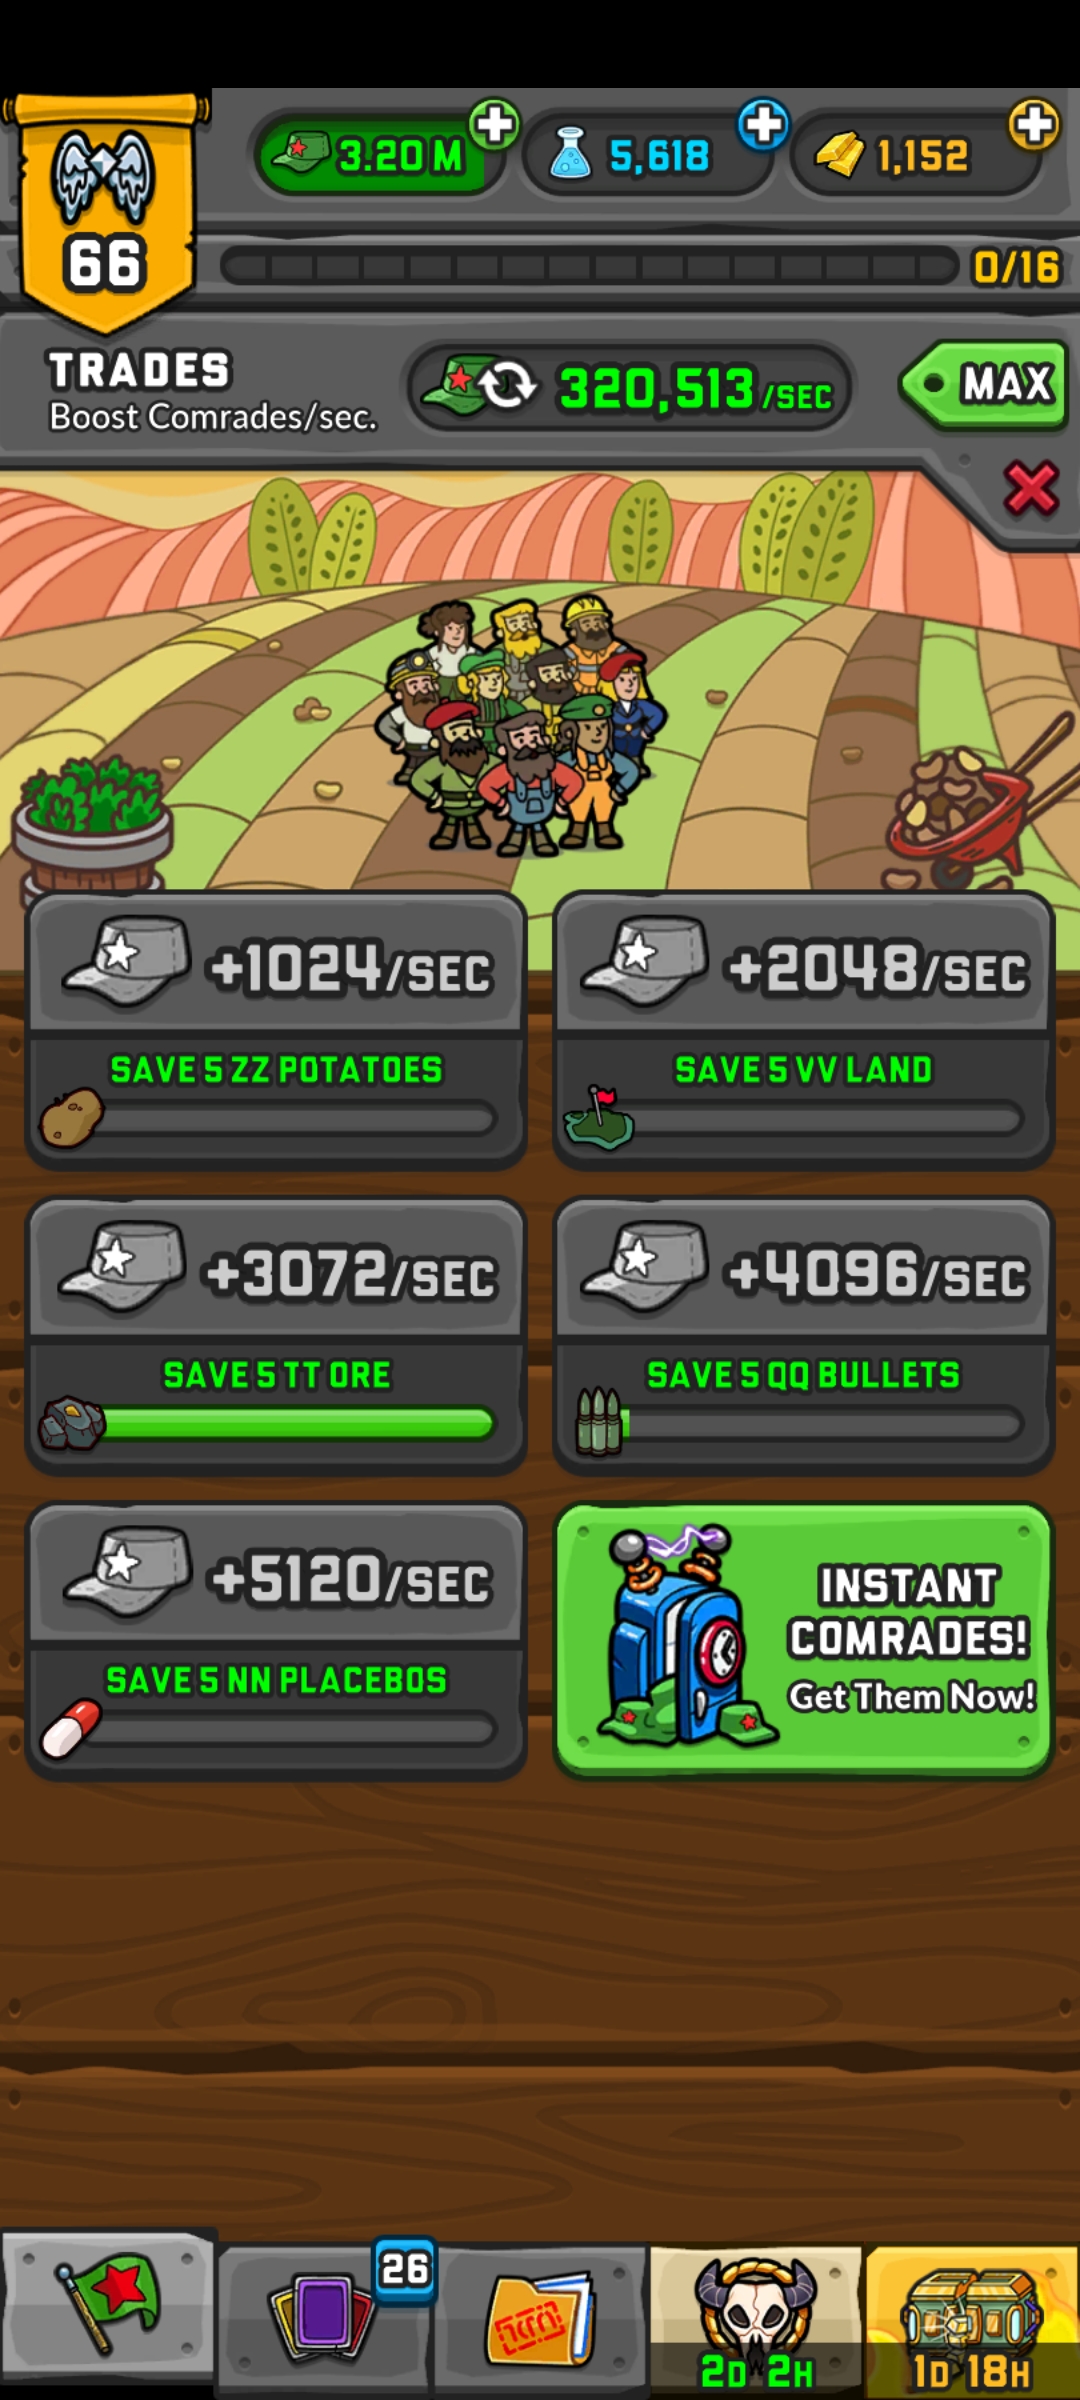 3.20 M
5,618
1,152
66
0/16
TRADES
Boost Comrades/sec.
320,513 /SEC
MAX
+1024/SEC
+2048/SEC
SAVE 5 ZZ POTATOES
SAVE 5 VV LAND
+3072/SEC
+4096/SEC
SAVE 5 TT ORE
SAVE 5 QQ BULLETS
+5120/SEC
SAVE 5 NN PLACEBOS
INSTANT
COMRADES!
Get Them Now!
26
2D 2H
1D 18H